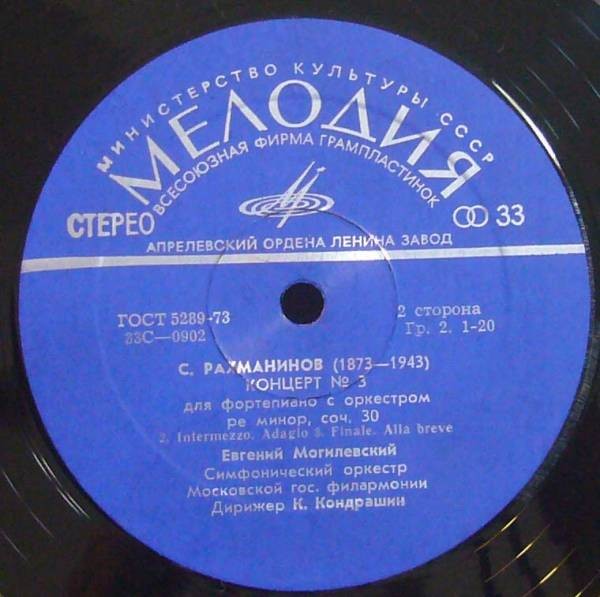 МИНИСТЕРСТВО КУЛЬТУРЫ СССР
МЕЛОДИЯ
ВСЕСОЮЗНАЯ ФИРМА ГРАМПЛАСТИНОК
СТЕРЕО
33
АПРЕЛЕВСКИЙ ОРДЕНА ЛЕНИНА ЗАВОД
ГОСТ 5289-73
33С—0902
2 сторона
Гр. 2. 1-20
С. РАХМАНИНОВ (1873—1943)
КОНЦЕРТ № 3
для фортепиано с оркестром
ре минор, соч. 30
2. Intermezzo. Adagio 3. Finale. Alla breve
Евгений Могилевский
Симфонический оркестр
Московской гос. филармонии
Дирижер К. Кондрашин